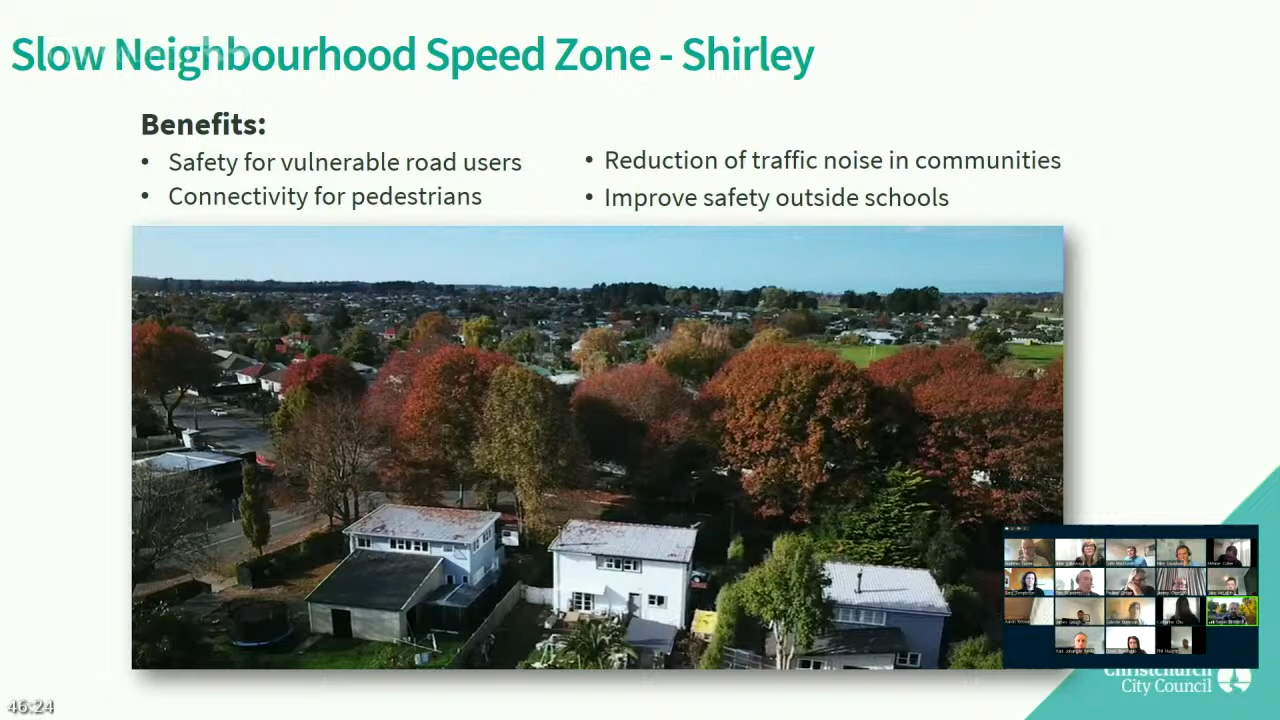 Slow Neighbourhood Speed Zone - Shirley
Benefits:
• Safety for vulnerable road users
• Connectivity for pedestrians
• Reduction of traffic noise in communities
• Improve safety outside schools
Christchurch
City Council
46:24